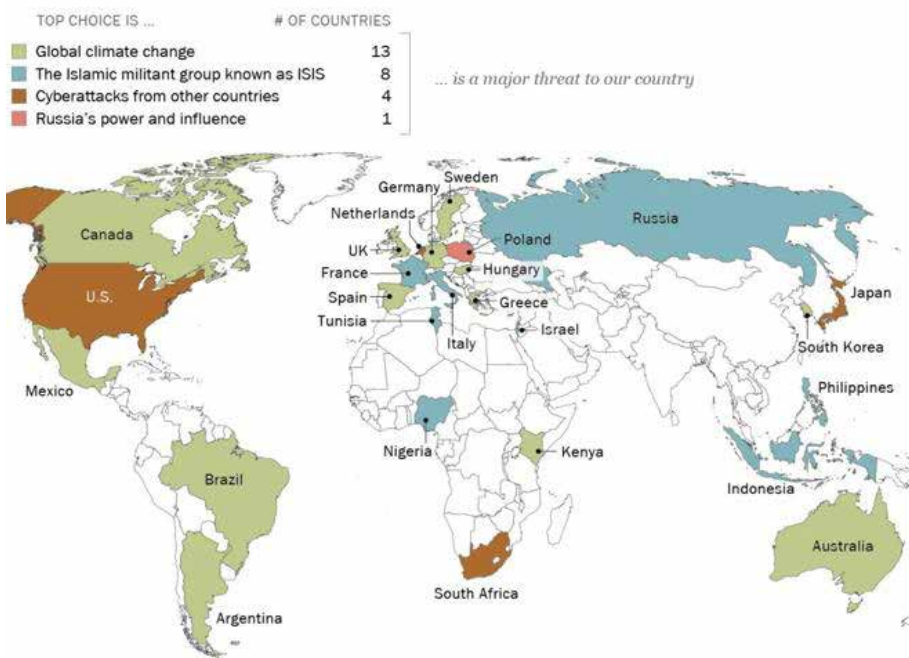 TOP CHOICE IS ... # OF COUNTRIES
Global climate change 13
The Islamic militant group known as ISIS 8
Cyberattacks from other countries 4
Russia's power and influence 1
... is a major threat to our country
Sweden
Germany
Netherlands
Russia
Canada
UK
Poland
France
Hungary
U.S.
Spain
Greece
Japan
Tunisia
Italy
Israel
South Korea
Mexico
Philippines
Nigeria
Kenya
Brazil
Indonesia
Australia
South Africa
Argentina